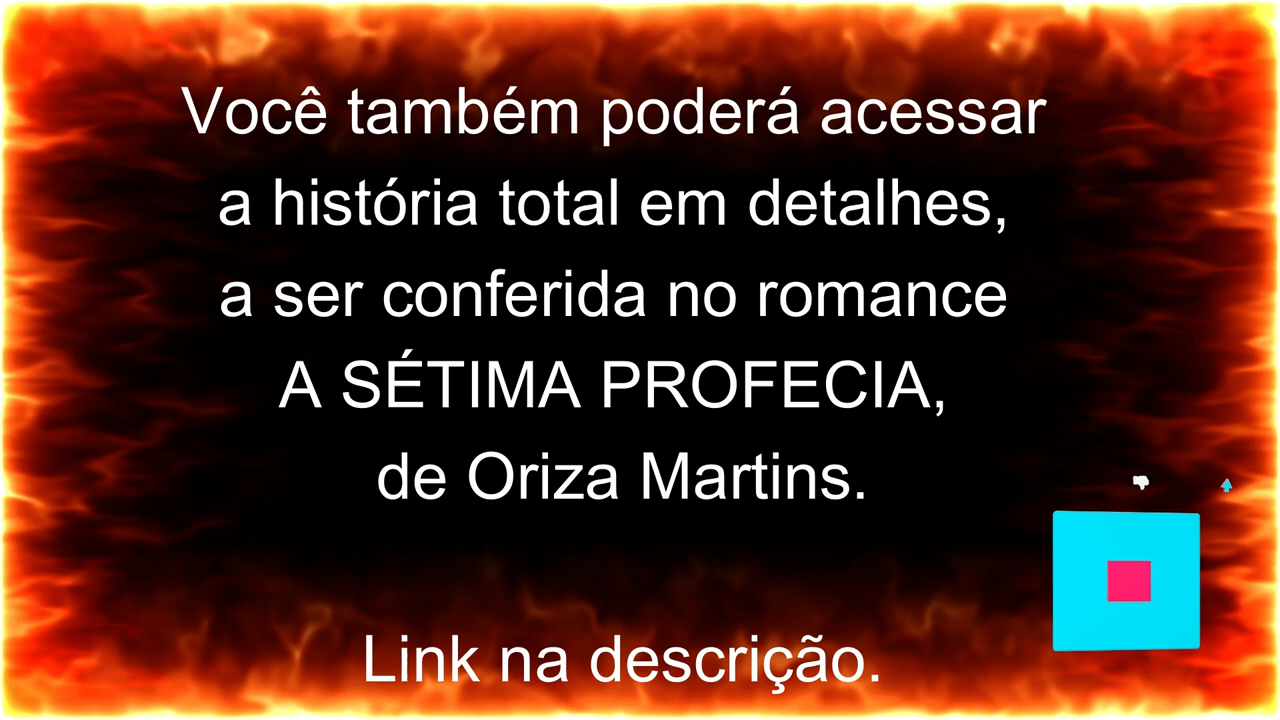 Você também poderá acessar
a história total em detalhes,
a ser conferida no romance
A SÉTIMA PROFECIA,
de Oriza Martins.
Link na descrição.